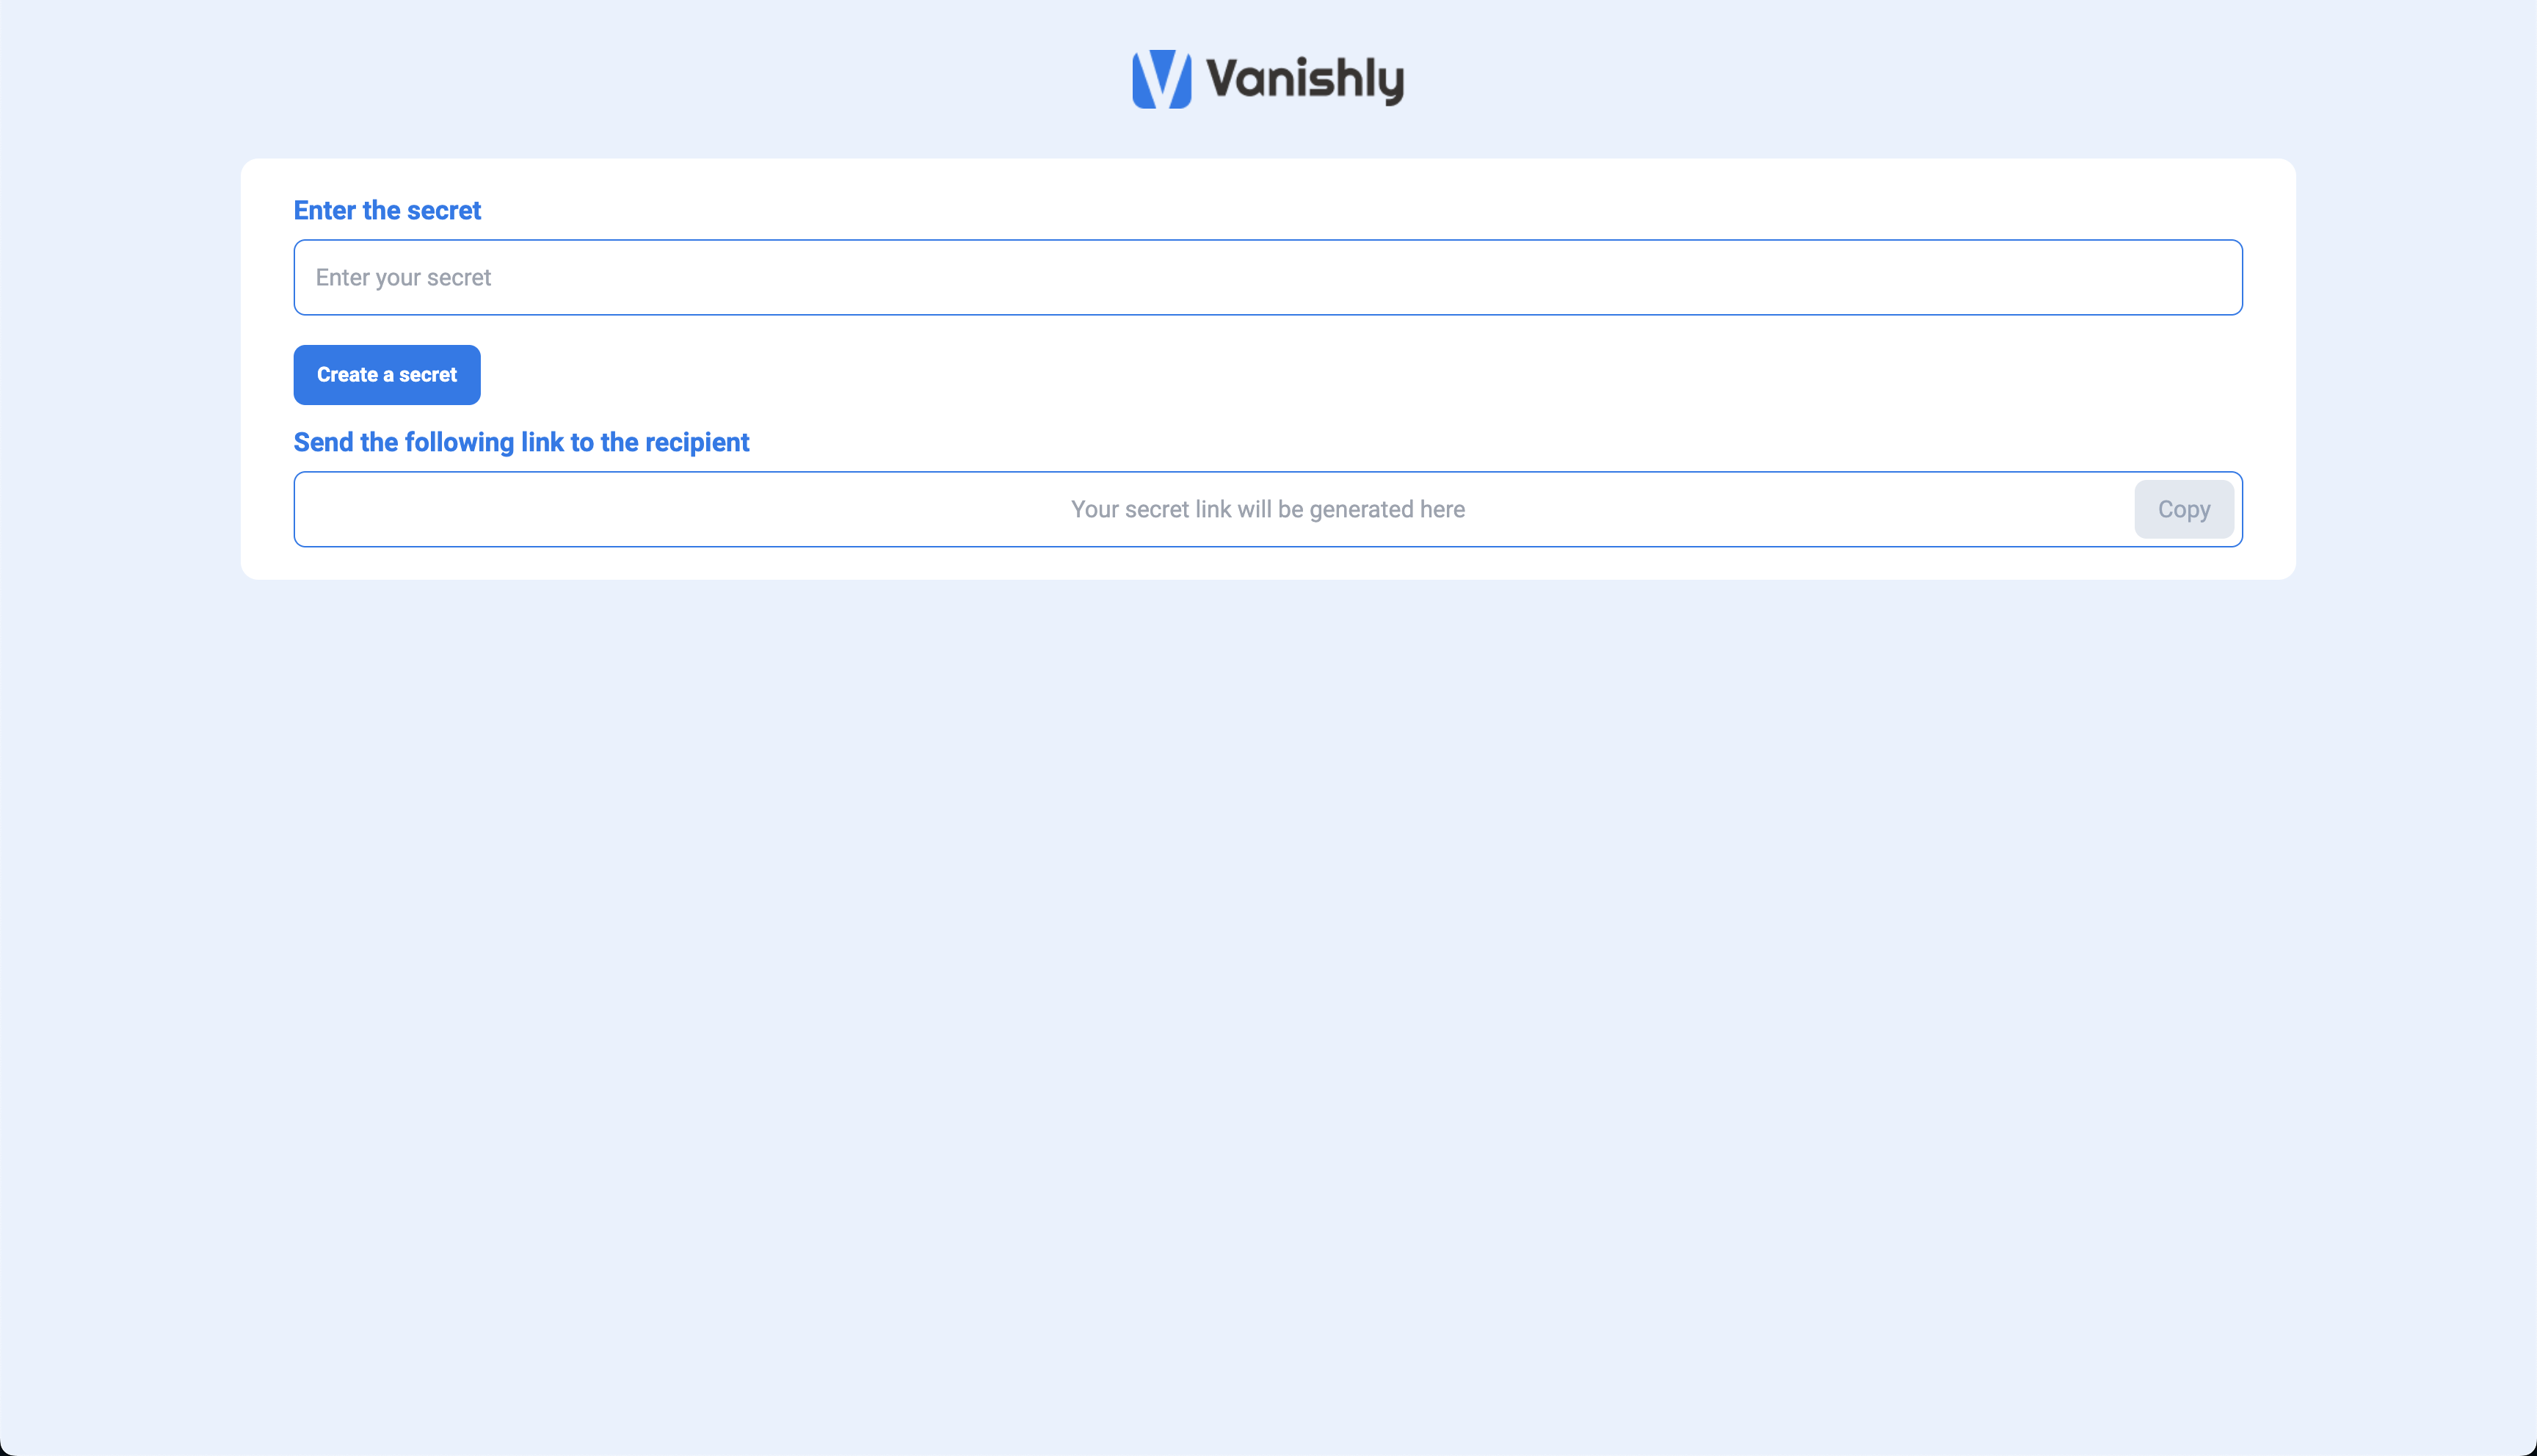 Vanishly
Enter the secret
Enter your secret
Create a secret
Send the following link to the recipient
Your secret link will be generated here
Copy